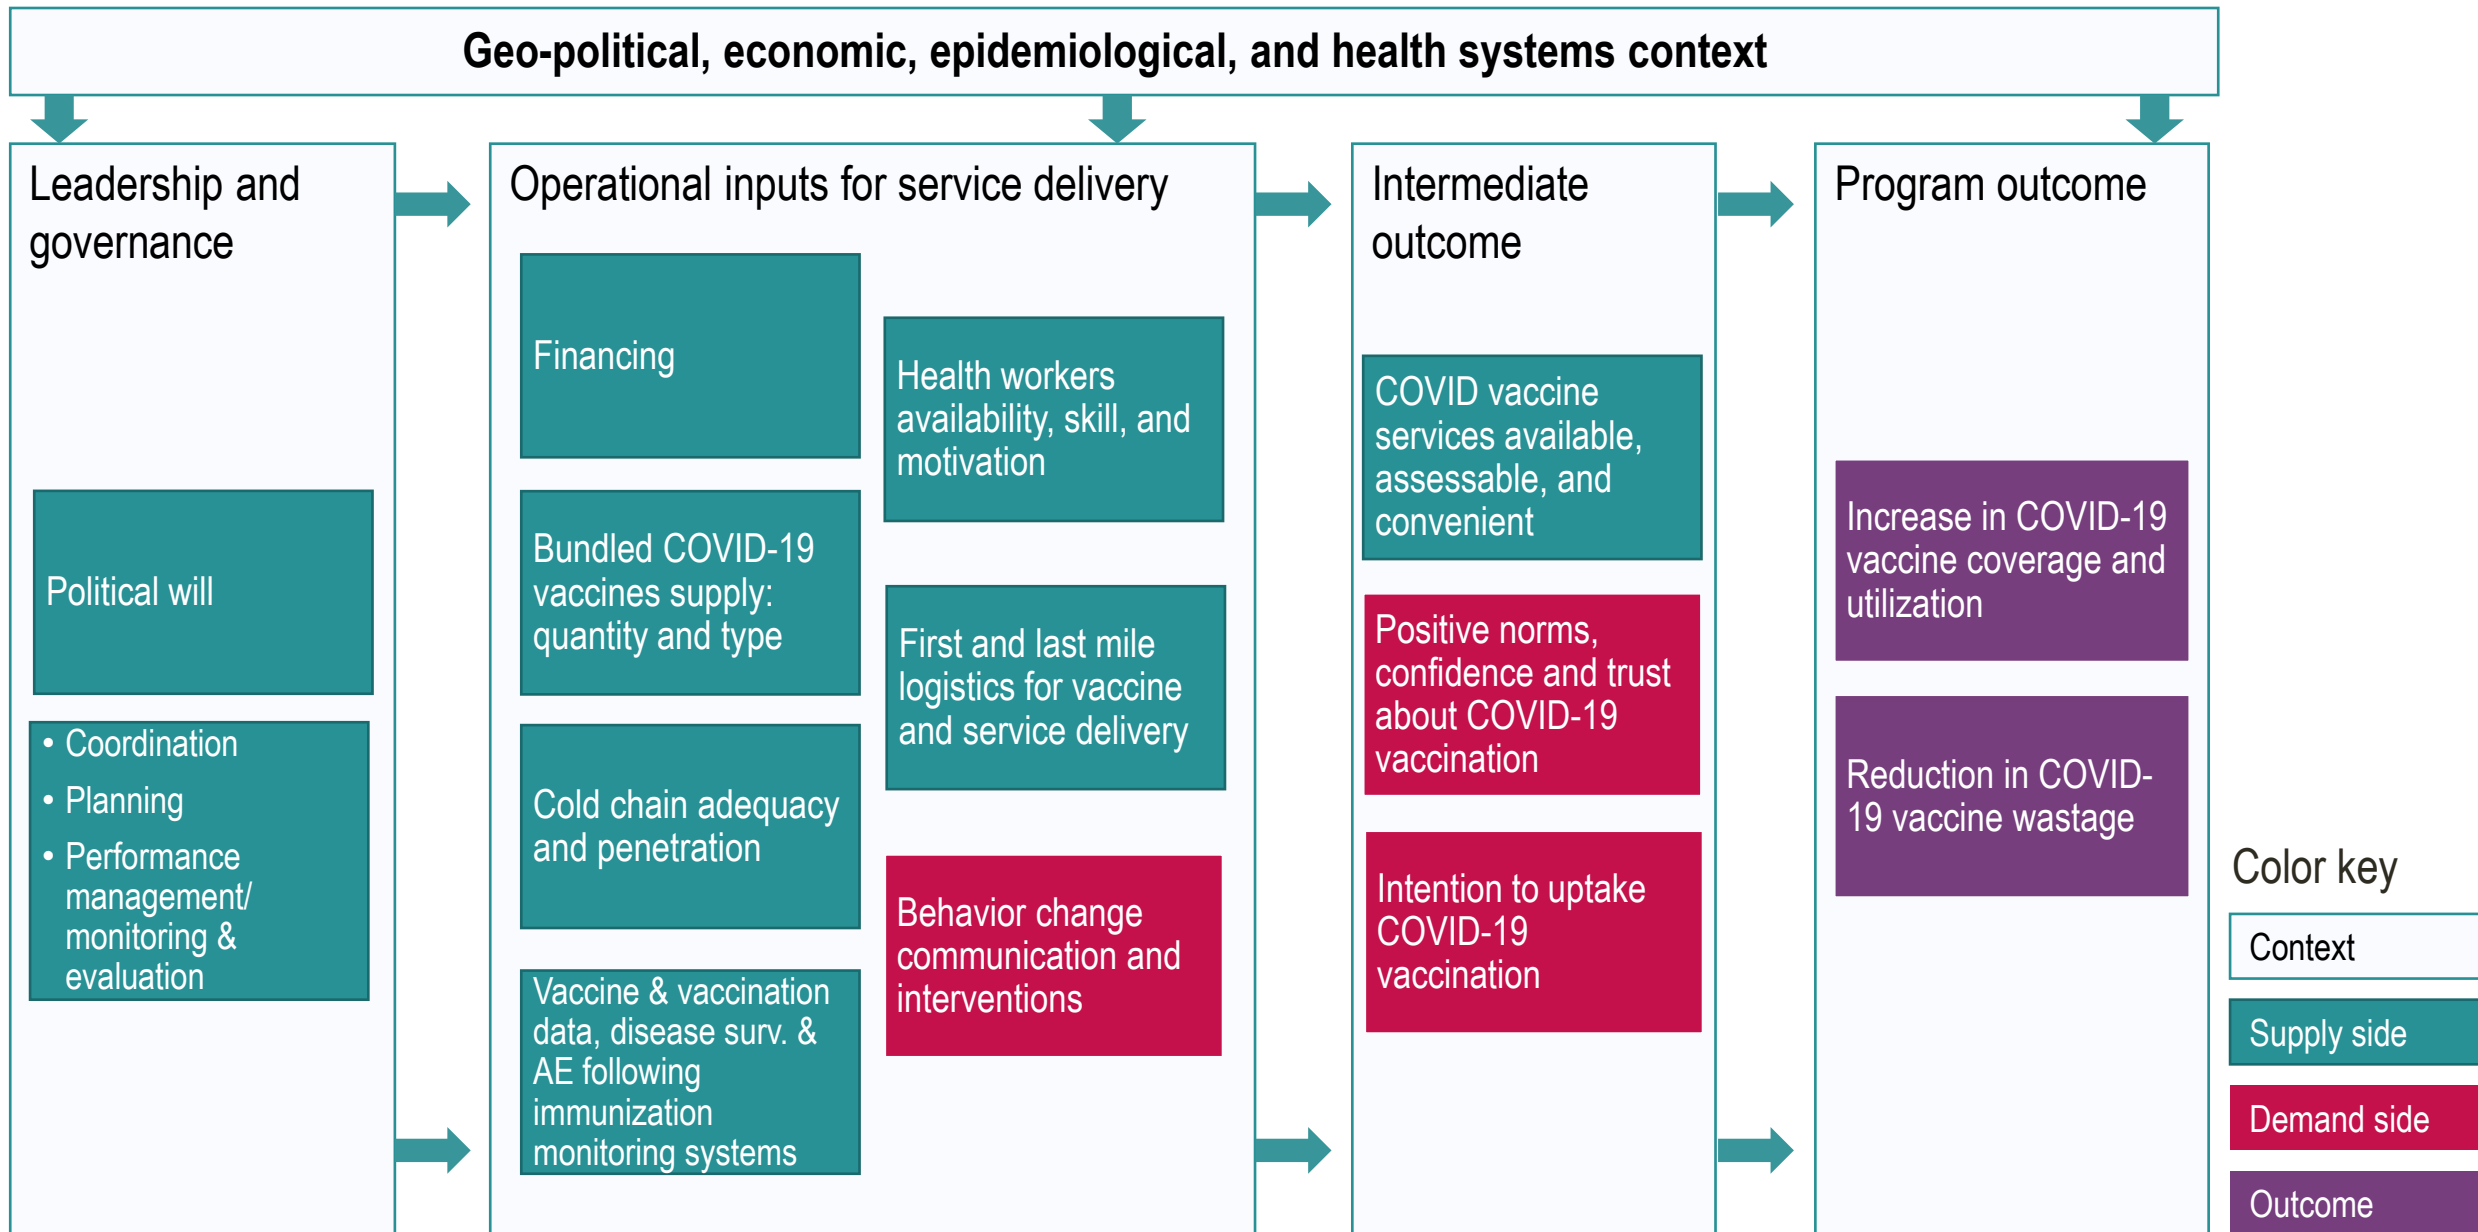 Geo-political, economic, epidemiological, and health systems context
Leadership and
governance
Political will
• Coordination
• Planning
• Performance
management/
monitoring &
evaluation
Operational inputs for service delivery
Financing
Bundled COVID-19
vaccines supply:
quantity and type
Cold chain adequacy
and penetration
Vaccine & vaccination
data, disease surv. &
AE following
immunization
monitoring systems
Health workers
availability, skill, and
motivation
First and last mile
logistics for vaccine
and service delivery
Behavior change
communication and
interventions
Intermediate
outcome
COVID vaccine
services available,
assessable, and
convenient
Positive norms,
confidence and trust
about COVID-19
vaccination
Intention to uptake
COVID-19
vaccination
Program outcome
Increase in COVID-19
vaccine coverage and
utilization
Reduction in COVID-
19 vaccine wastage
Color key
Context
Supply side
Demand side
Outcome